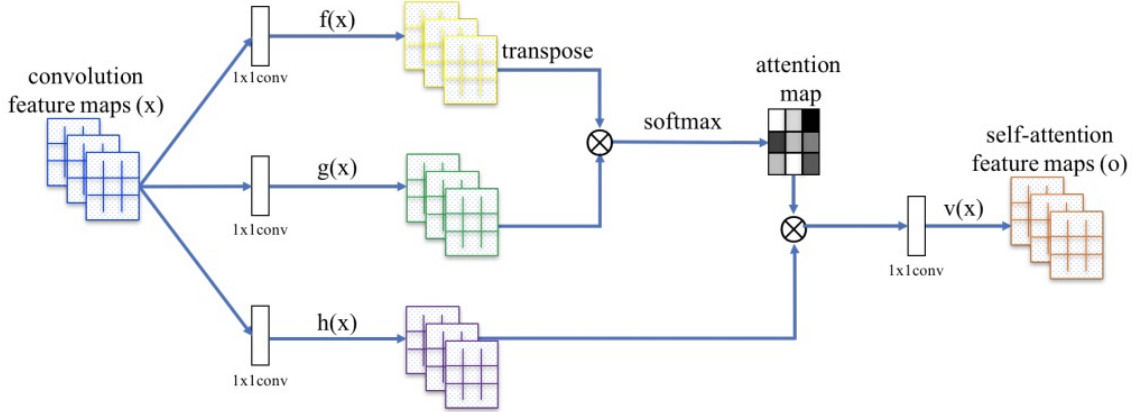 convolution
feature maps (x)
f(x)
1x1conv
transpose
g(x)
1x1conv
h(x)
1x1conv
softmax
attention
map
v(x)
1x1conv
self-attention
feature maps (o)